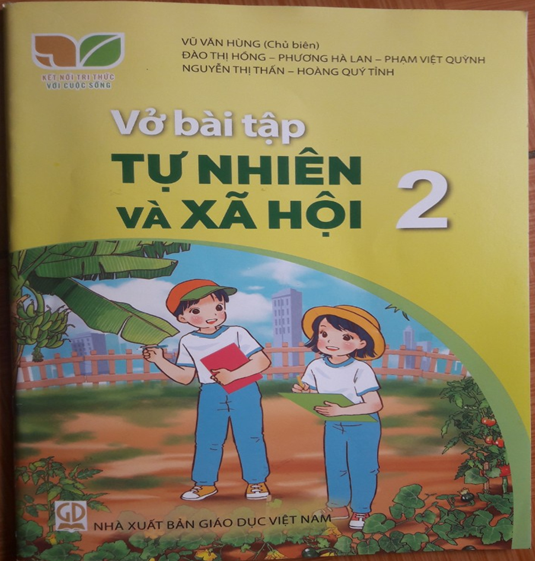 KẾT NỐI TRI THỨC
VỚI CUỘC SỐNG
VŨ VĂN HÙNG (Chủ biên)
ĐÀO THỊ HỒNG – PHƯƠNG HÀ LAN – PHẠM VIỆT QUỲNH
NGUYỄN THỊ THẤN – HOÀNG QUÝ TỈNH
Vở bài tập
TỰ NHIÊN
VÀ XÃ HỘI 2
GD
NHÀ XUẤT BẢN GIÁO DỤC VIỆT NAM